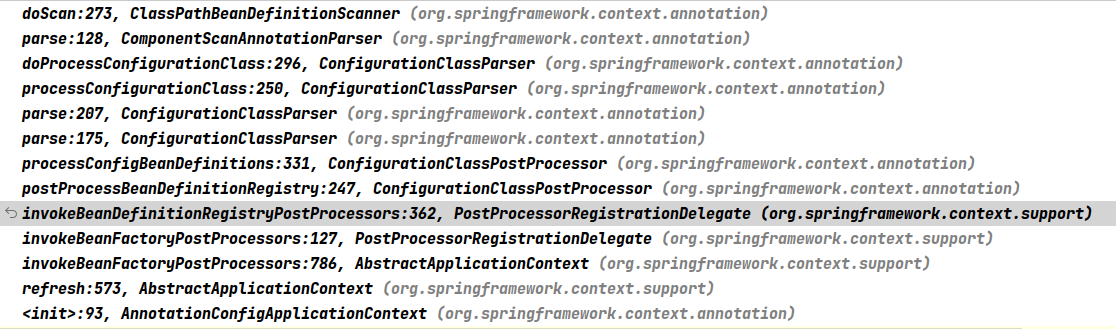 doScan:273, ClassPathBeanDefinitionScanner (org.springframework.context.annotation)
parse:128, ComponentScanAnnotationParser (org.springframework.context.annotation)
doProcessConfigurationClass:296, ConfigurationClassParser (org.springframework.context.annotation)
processConfigurationClass:250, ConfigurationClassParser (org.springframework.context.annotation)
parse:207, ConfigurationClassParser (org.springframework.context.annotation)
parse:175, ConfigurationClassParser (org.springframework.context.annotation)
processConfigBeanDefinitions:331, ConfigurationClassPostProcessor (org.springframework.context.annotation)
postProcessBeanDefinitionRegistry:247, ConfigurationClassPostProcessor (org.springframework.context.annotation)
invokeBeanDefinitionRegistryPostProcessors:362, PostProcessorRegistrationDelegate (org.springframework.context.support)
invokeBeanFactoryPostProcessors:127, PostProcessorRegistrationDelegate (org.springframework.context.support)
invokeBeanFactoryPostProcessors:786, AbstractApplicationContext (org.springframework.context.support)
refresh:573, AbstractApplicationContext (org.springframework.context.support)
<init>:93, AnnotationConfigApplicationContext (org.springframework.context.annotation)